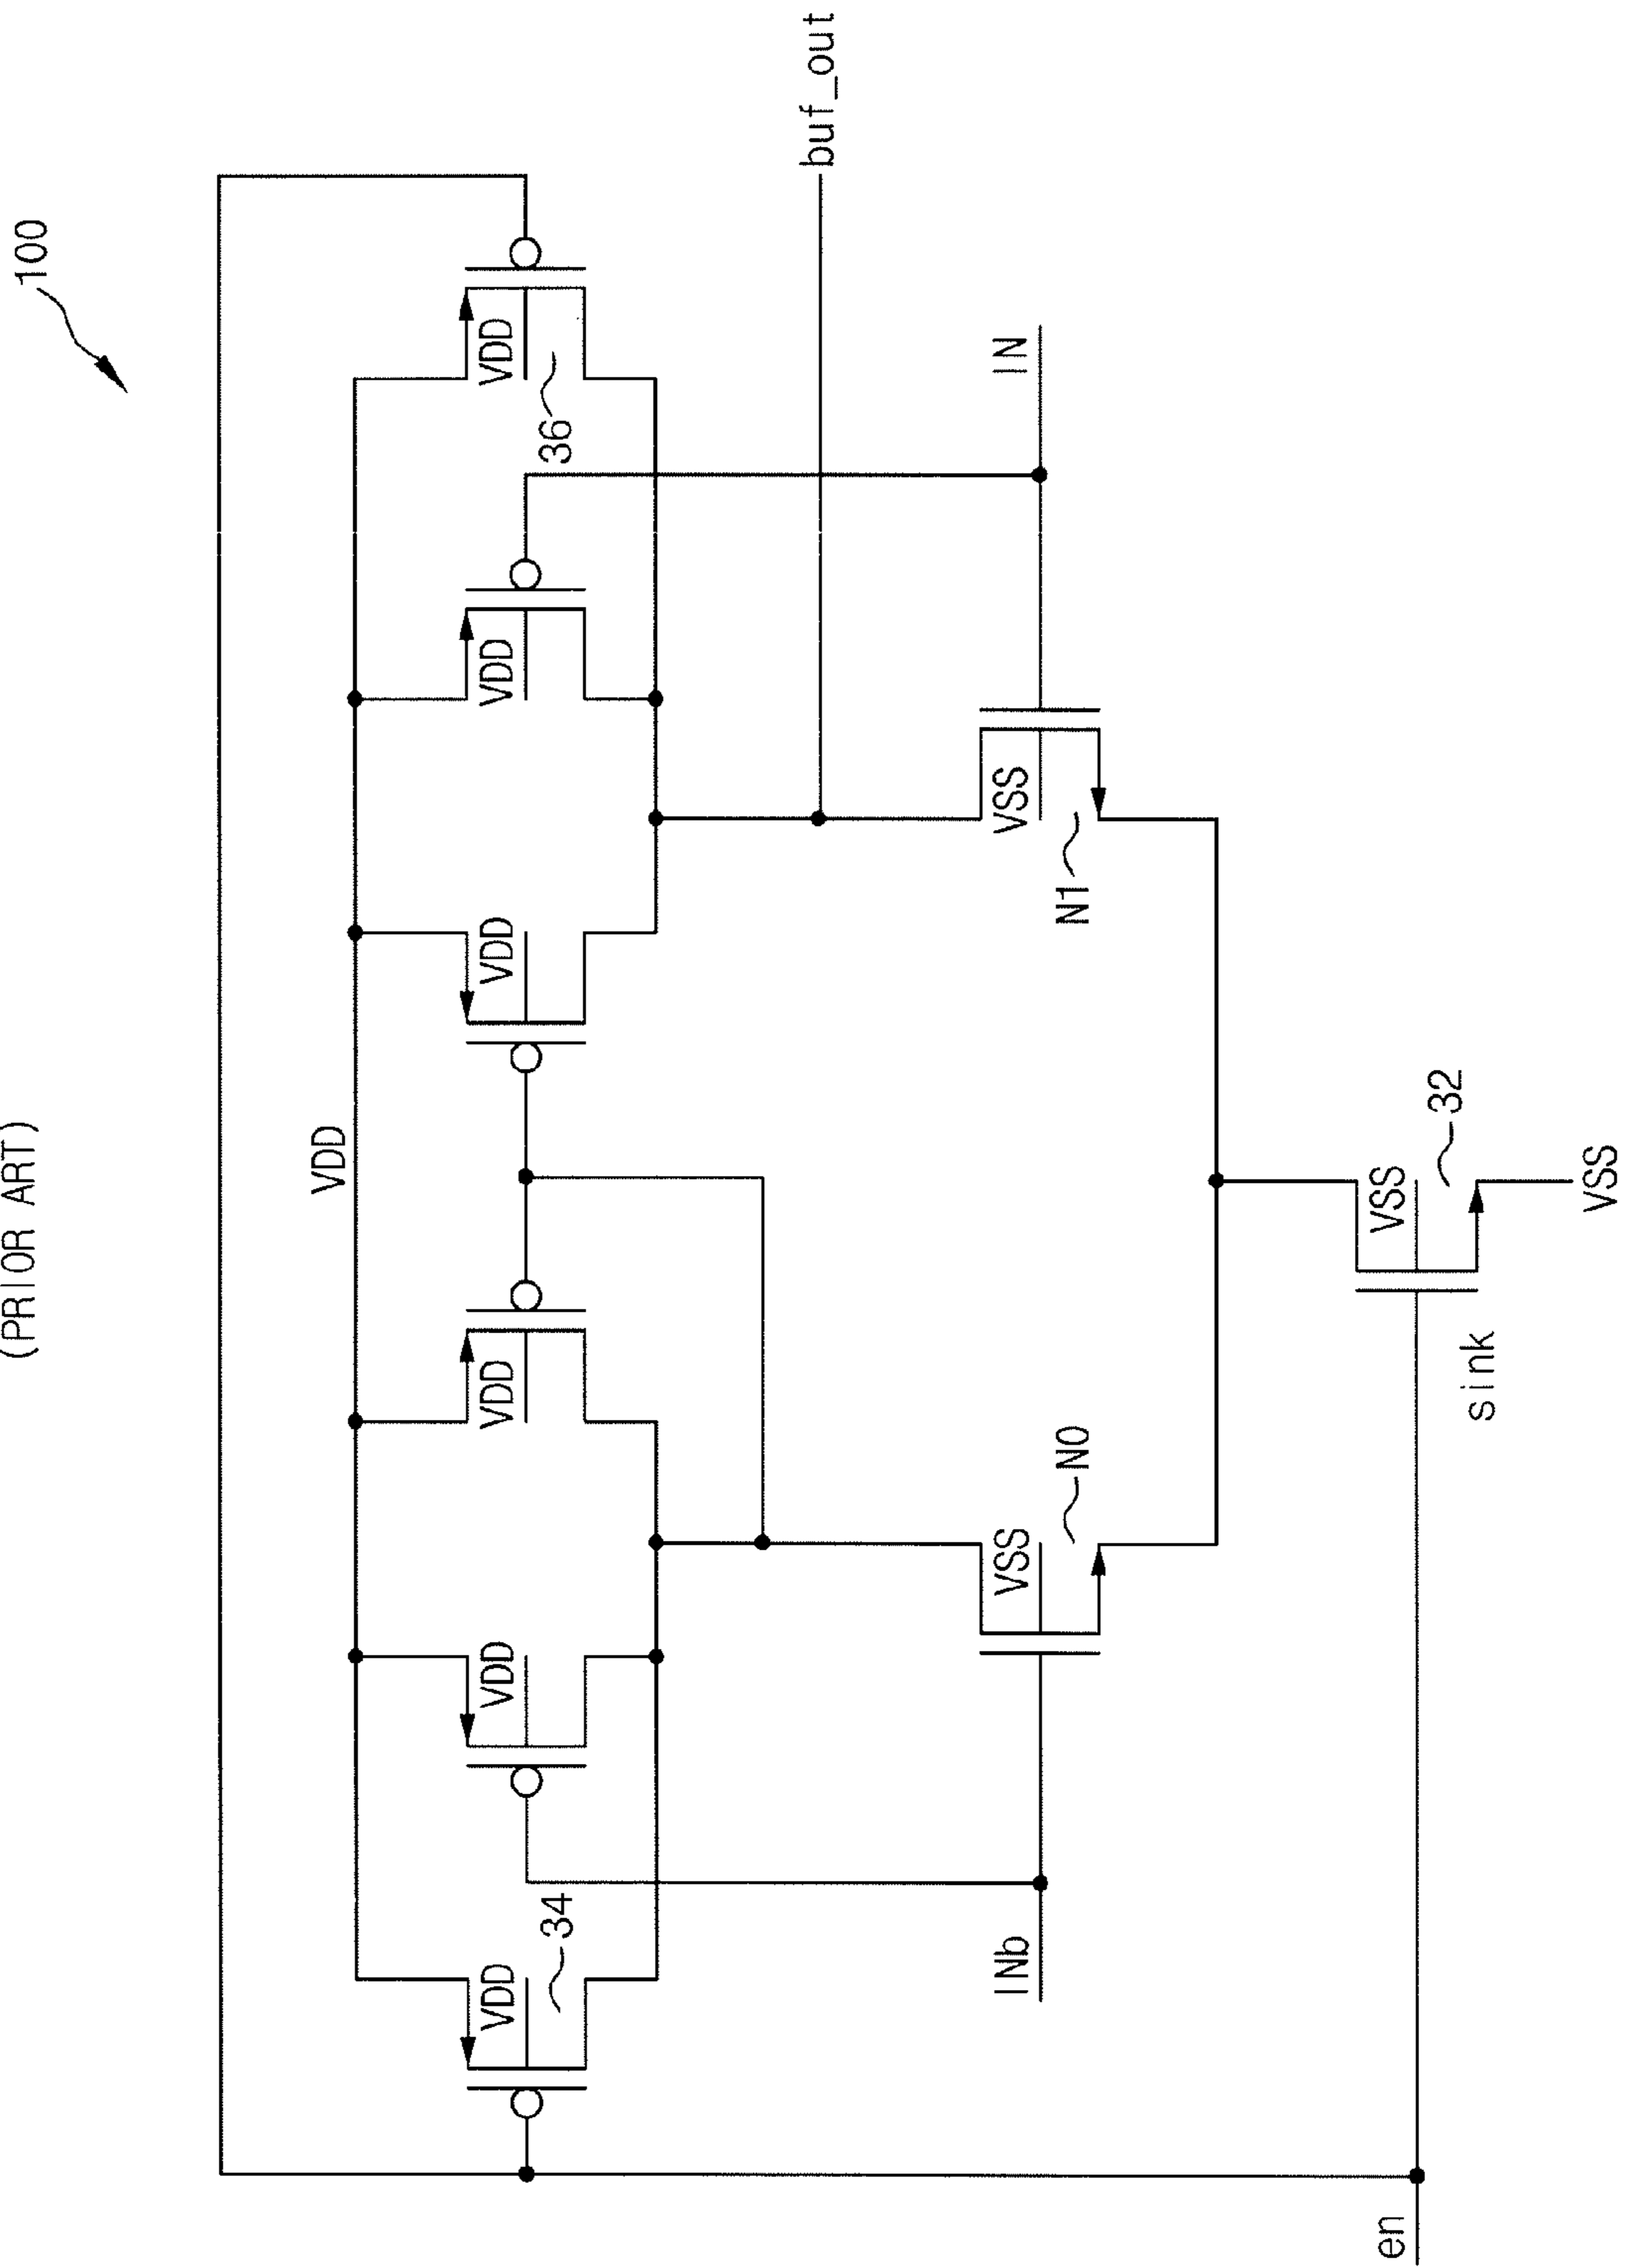 (PRIOR ART)
100
VDD
VDD
VDD
VDD
VDD
VDD
VDD
34
36
buf_out
INb
VSS
N0
VSS
N1
IN
en
sink
VSS
32
VSS